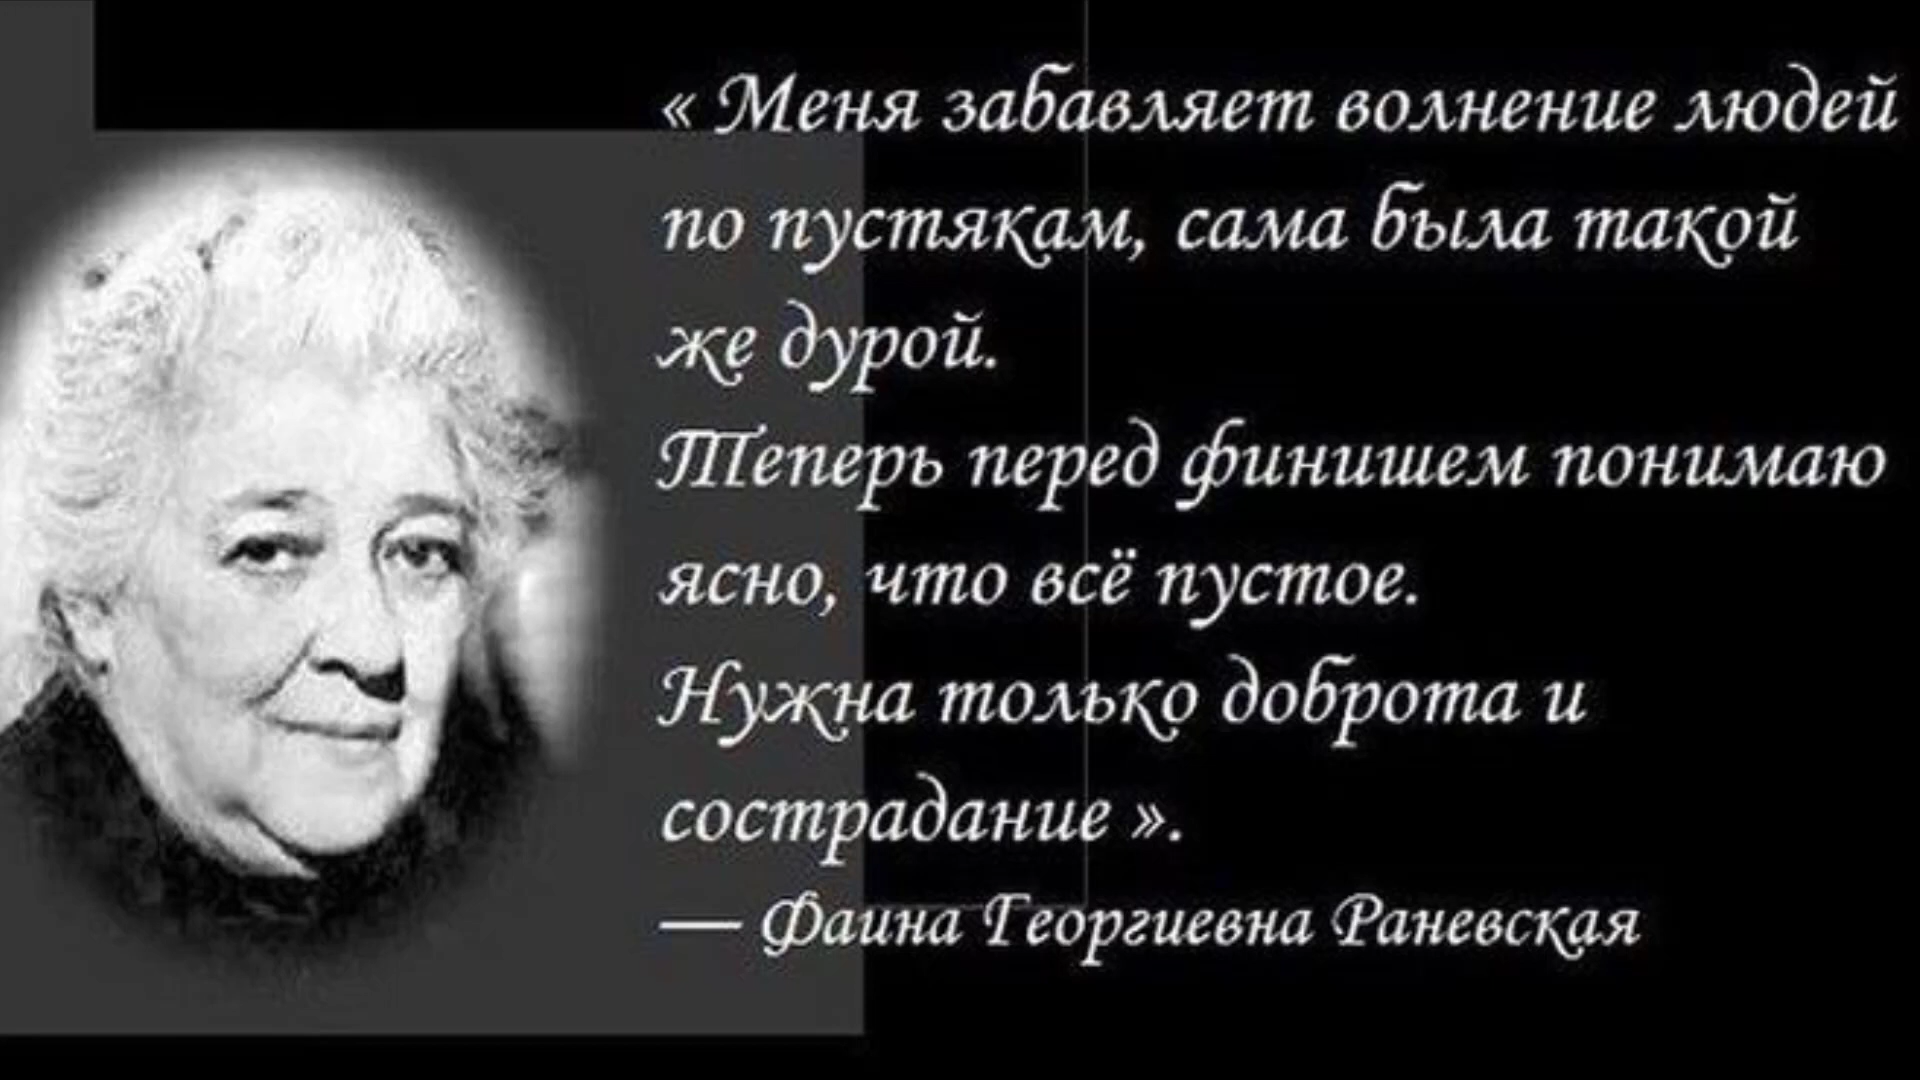 « Меня забавляет волнение людей
по пустякам, сама была такой
же дурой.
Теперь перед финишем понимаю
ясно, что всё пустое.
Нужна только доброта и
сострадание ».
— Фаина Георгиевна Раневская